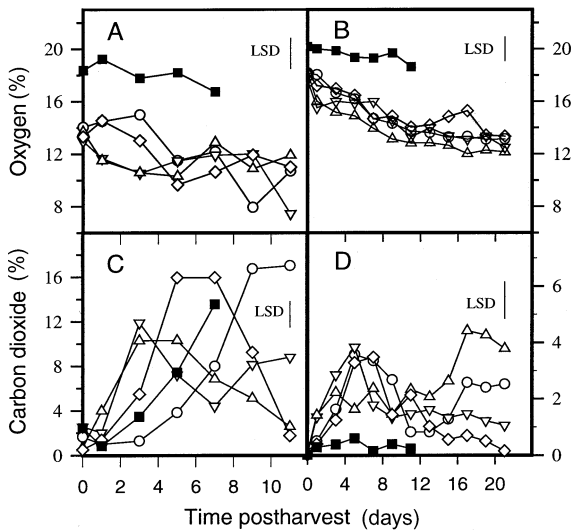 A
LSD
B
LSD
20
16
12
8
20
16
12
8
Oxygen (%)
C
LSD
D
LSD
16
12
8
4
0
6
4
2
0
Carbon dioxide (%)
0 2 4 6 8 10 0 4 8 12 16 20
Time postharvest (days)